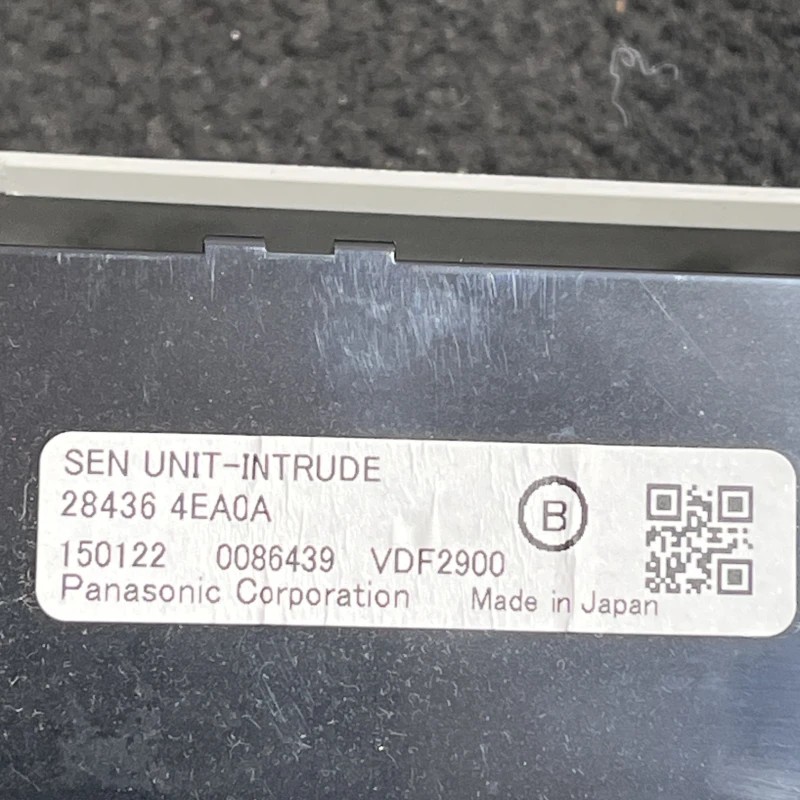 SEN UNIT-INTRUDE
28436 4EA0A
B
150122 0086439 VDF2900
Panasonic Corporation Made in Japan